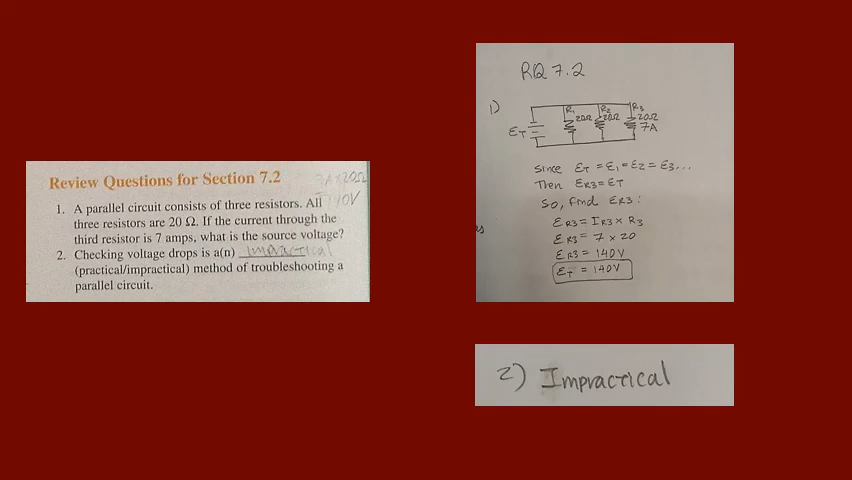 Review Questions for Section 7.2
7A x 20Ω
140V
1. A parallel circuit consists of three resistors. All
three resistors are 20 Ω. If the current through the
third resistor is 7 amps, what is the source voltage?
2. Checking voltage drops is a(n) Impractical
(practical/impractical) method of troubleshooting a
parallel circuit.
RQ 7.2
1)
R1 R2 R3
20Ω 20Ω 20Ω
7A
ET
Since ET = E1 = E2 = E3...
Then ER3 = ET
So, find ER3:
ER3 = IR3 x R3
ER3 = 7 x 20
ER3 = 140V
ET = 140V
2) Impractical